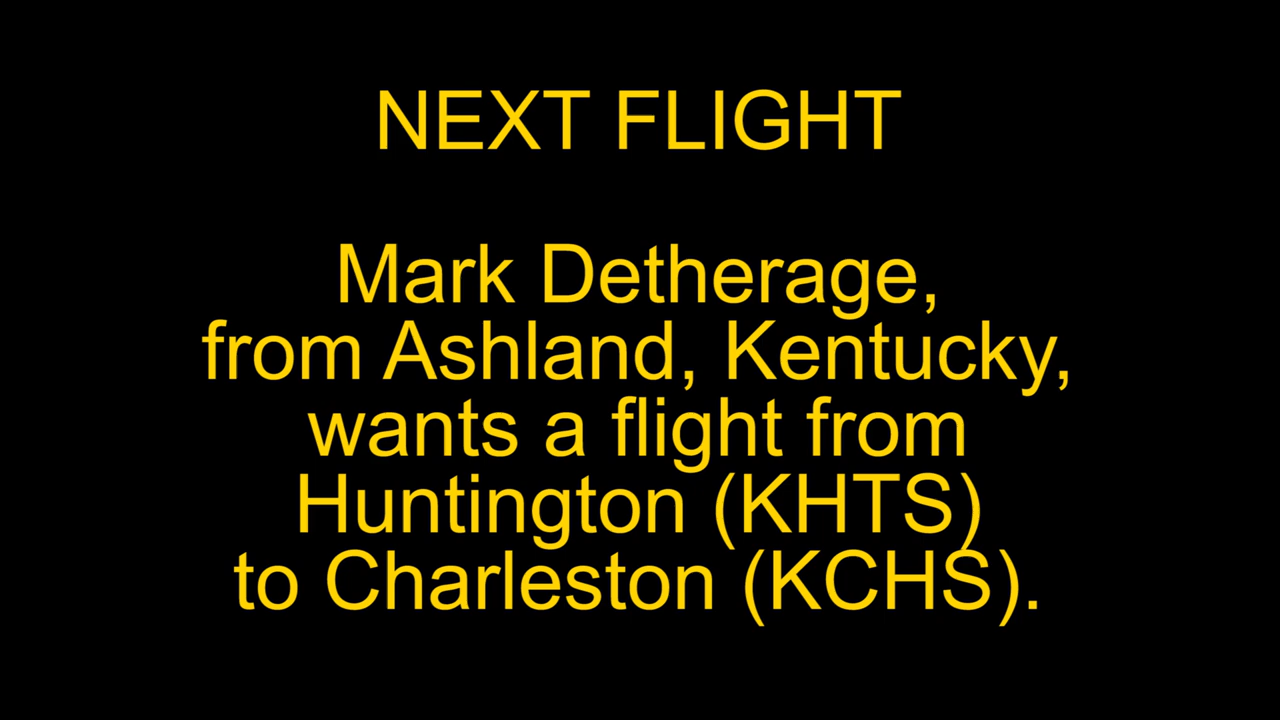 NEXT FLIGHT
Mark Detherage,
from Ashland, Kentucky,
wants a flight from
Huntington (KHTS)
to Charleston (KCHS).